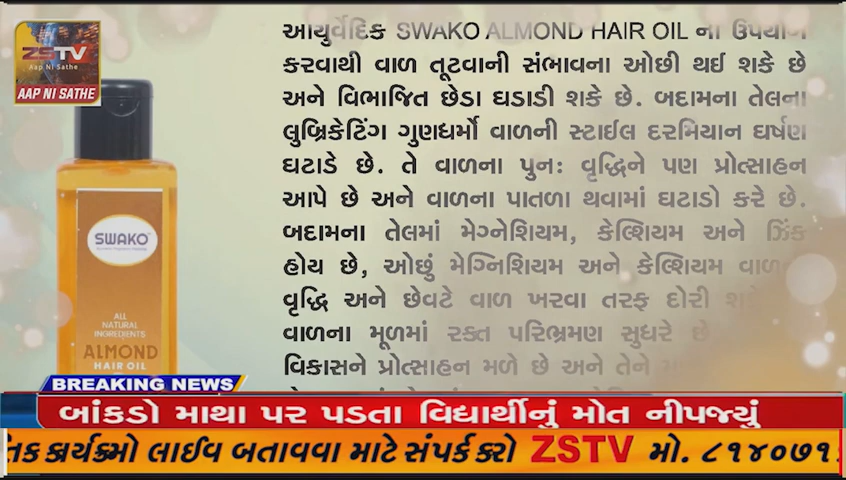 ZSTV
Aap Ni Sathe
AAP NI SATHE
આયુર્વેદિક SWAKO ALMOND HAIR OIL ના ઉપયોગ
કરવાથી વાળ તૂટવાની સંભાવના ઓછી થઈ શકે છે
અને વિભાજિત છેડા ઘડાડી શકે છે. બદામના તેલના
લુબ્રિકેટિંગ ગુણધર્મો વાળની સ્ટાઈલ દરમિયાન ઘર્ષણ
ઘટાડે છે. તે વાળના પુનઃ વૃદ્ધિને પણ પ્રોત્સાહન
આપે છે અને વાળના પાતળા થવામાં ઘટાડો કરે છે.
બદામના તેલમાં મેગ્નેશિયમ, કેલ્શિયમ અને ઝિંક
હોય છે, ઓછું મેગ્નિશિયમ અને કેલ્શિયમ
વૃદ્ધિ અને છેવટે વાળ ખરવા તરફ દોરી
વાળના મૂળમાં રક્ત પરિભ્રમણ સુધરે છે
વિકાસને પ્રોત્સાહન મળે છે અને તેને
SWAKO
ALL
NATURAL
INGREDIENTS
ALMOND
HAIR OIL
BREAKING NEWS
બાંકડો માથા પર પડતા વિદ્યાર્થીનું મોત નીપજ્યું
કાર્યક્રમો લાઈવ બતાવવા માટે સંપર્ક કરો ZSTV મો. ૮૧૪૦૭૧